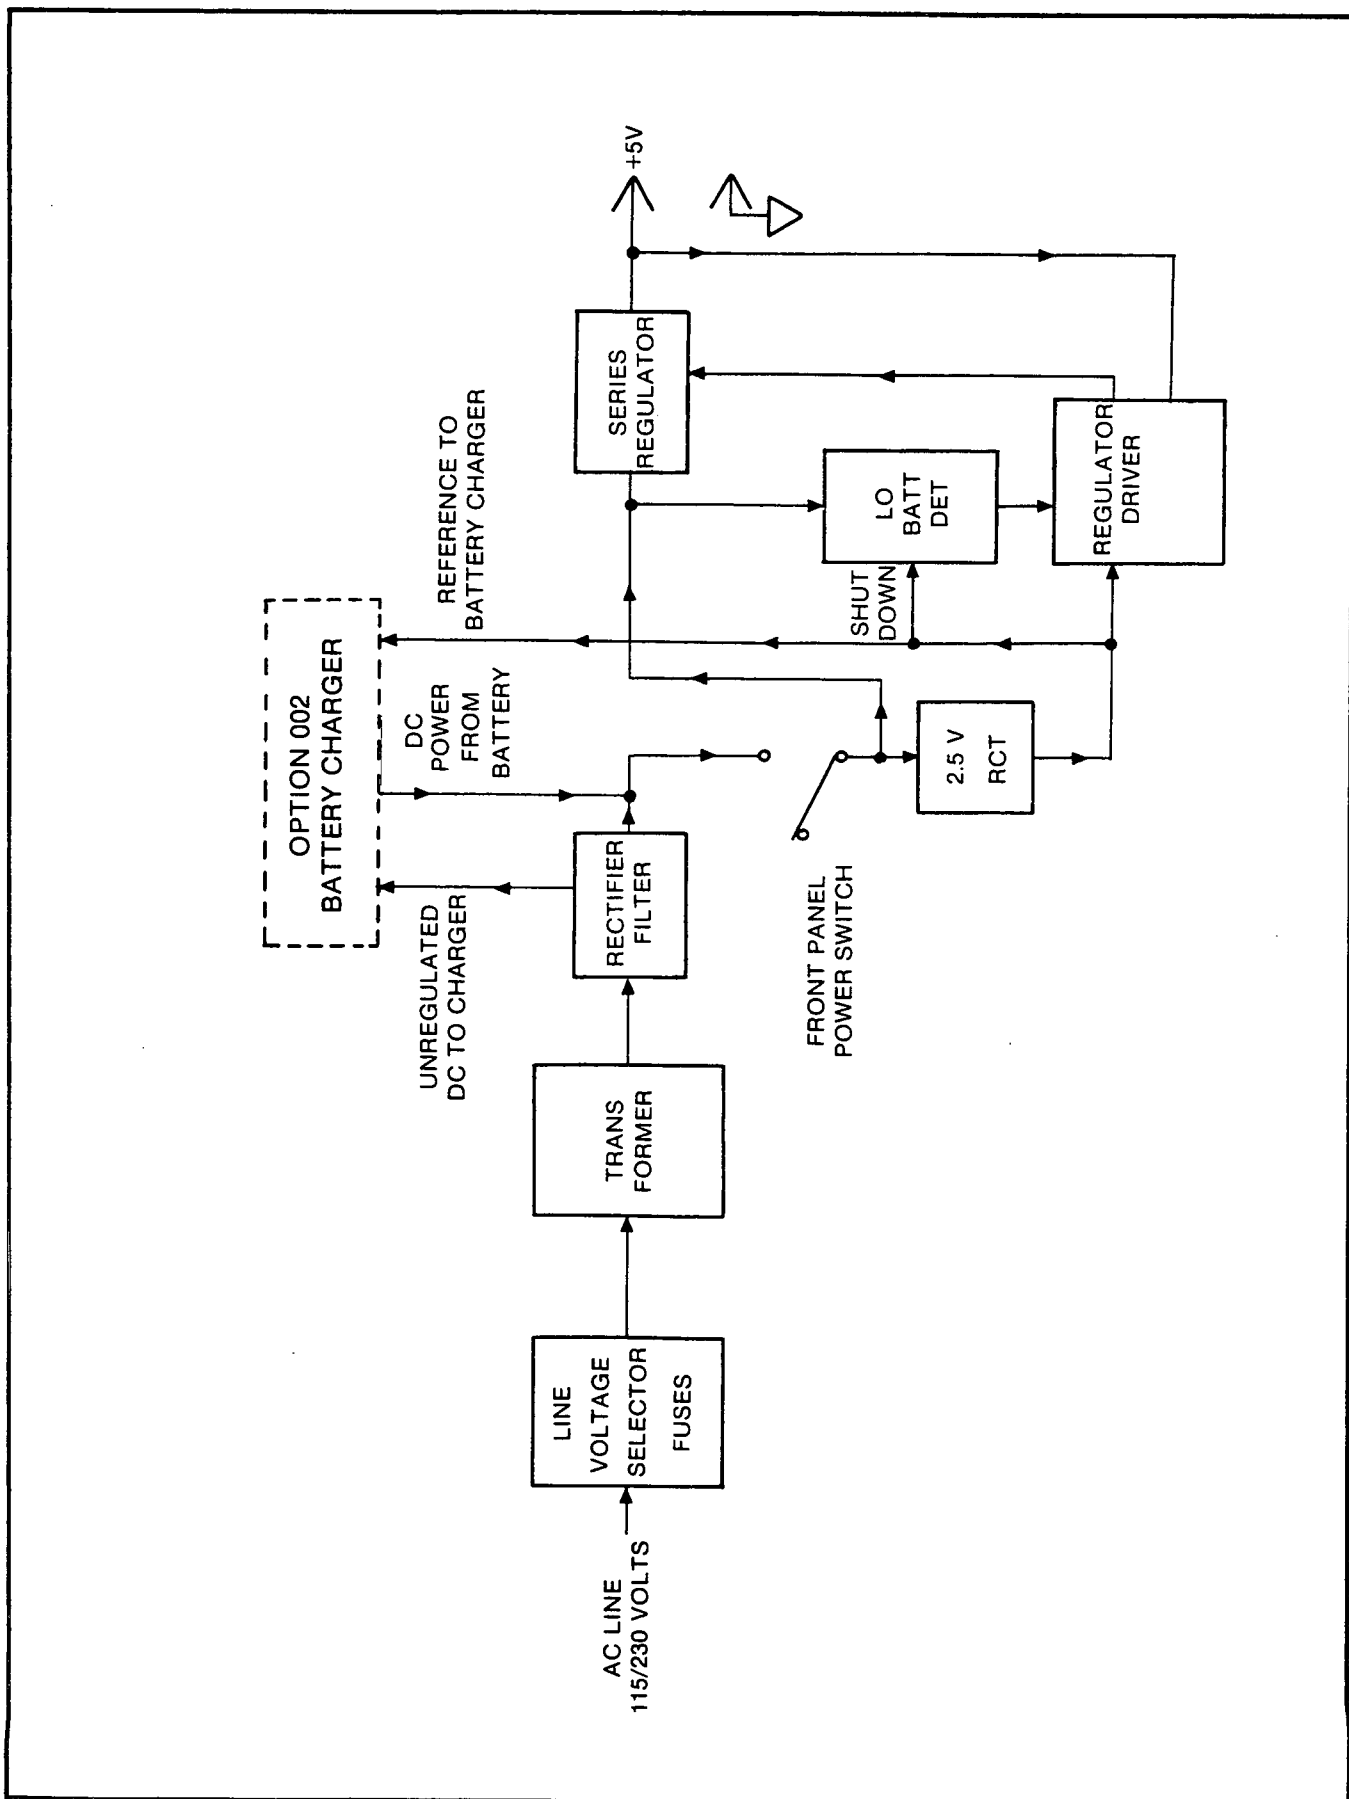 OPTION 002
BATTERY CHARGER
UNREGULATED
DC TO CHARGER
DC
POWER
FROM
BATTERY
REFERENCE TO
BATTERY CHARGER
AC LINE
115/230 VOLTS
LINE
VOLTAGE
SELECTOR
FUSES
TRANS
FORMER
RECTIFIER
FILTER
SERIES
REGULATOR
+5V
FRONT PANEL
POWER SWITCH
2.5 V
RCT
SHUT
DOWN
LO
BATT
DET
REGULATOR
DRIVER